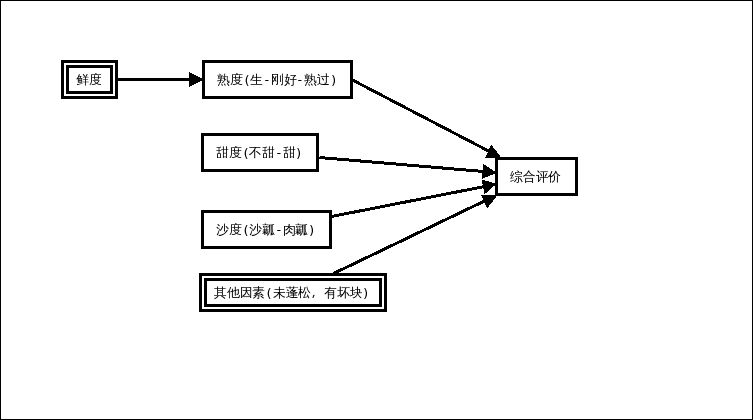 鲜度
熟度(生-刚好-熟过)
甜度(不甜-甜)
综合评价
沙度(沙瓤-肉瓤)
其他因素(未蓬松, 有坏块)